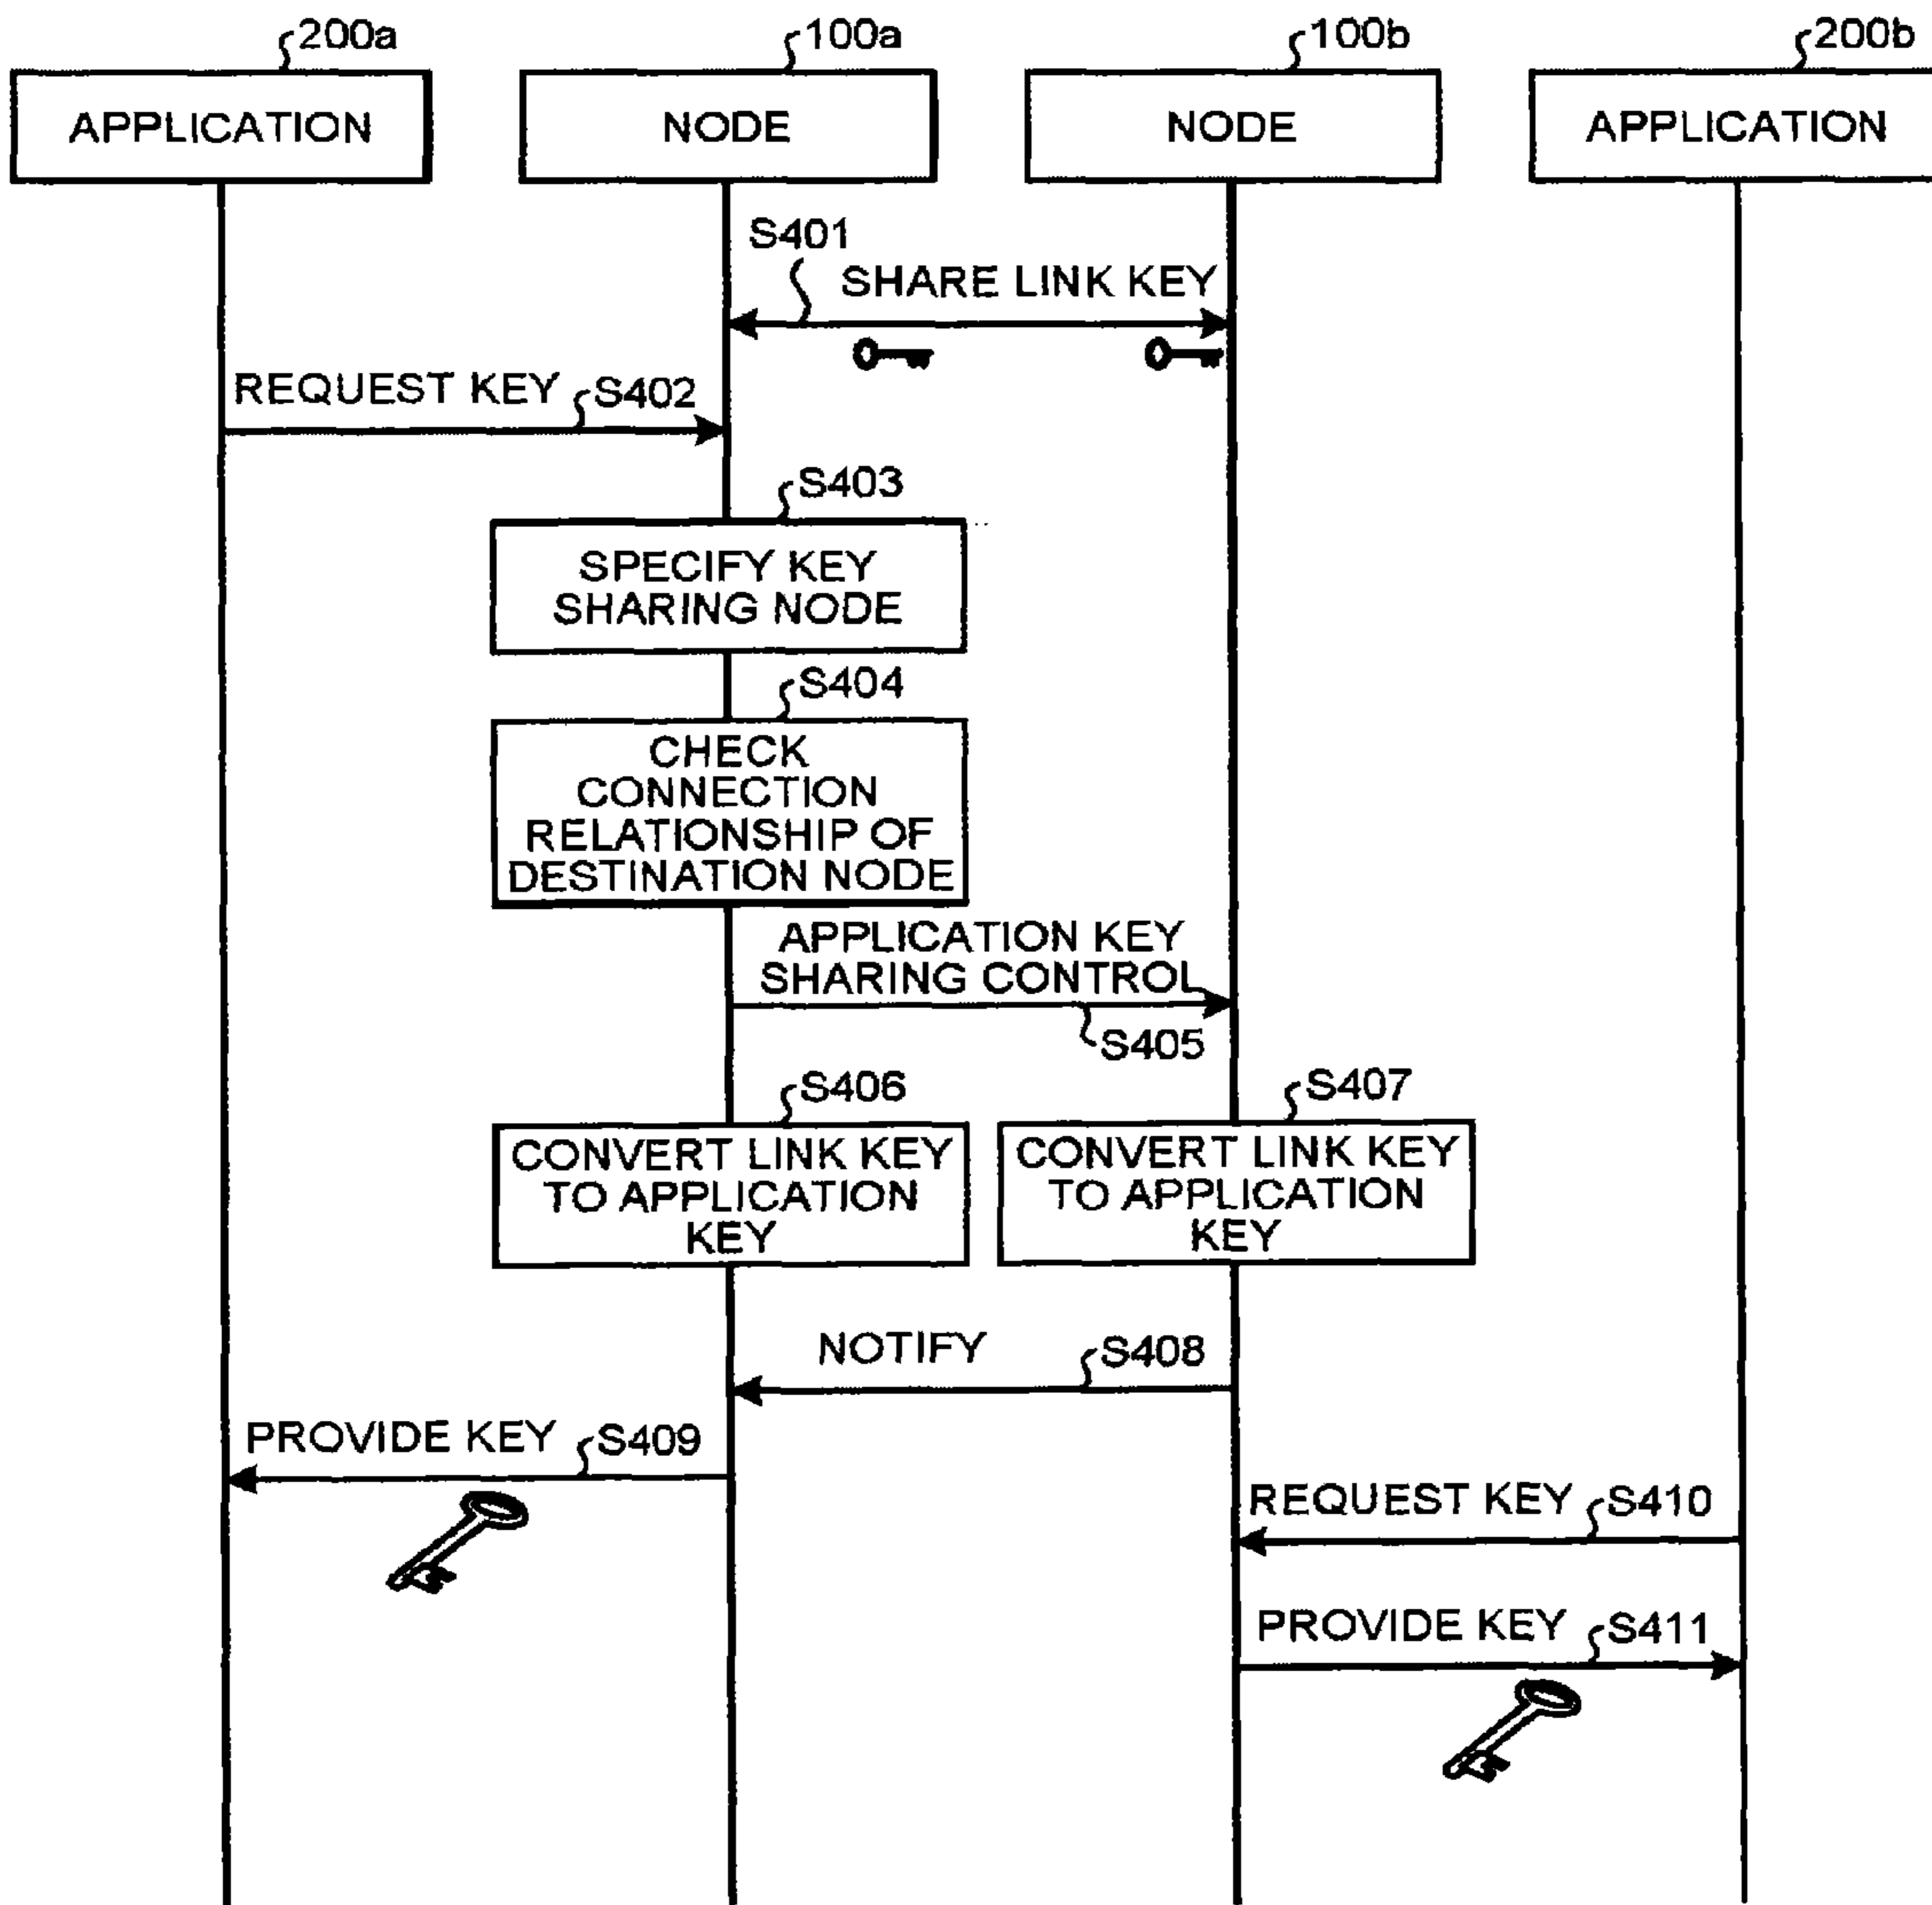 200a
100a
100b
200b
APPLICATION
NODE
NODE
APPLICATION
S401
SHARE LINK KEY
REQUEST KEY
S402
S403
SPECIFY KEY
SHARING NODE
S404
CHECK
CONNECTION
RELATIONSHIP OF
DESTINATION NODE
APPLICATION KEY
SHARING CONTROL
S405
S406
S407
CONVERT LINK KEY
TO APPLICATION
KEY
CONVERT LINK KEY
TO APPLICATION
KEY
NOTIFY
S408
PROVIDE KEY
S409
REQUEST KEY
S410
PROVIDE KEY
S411